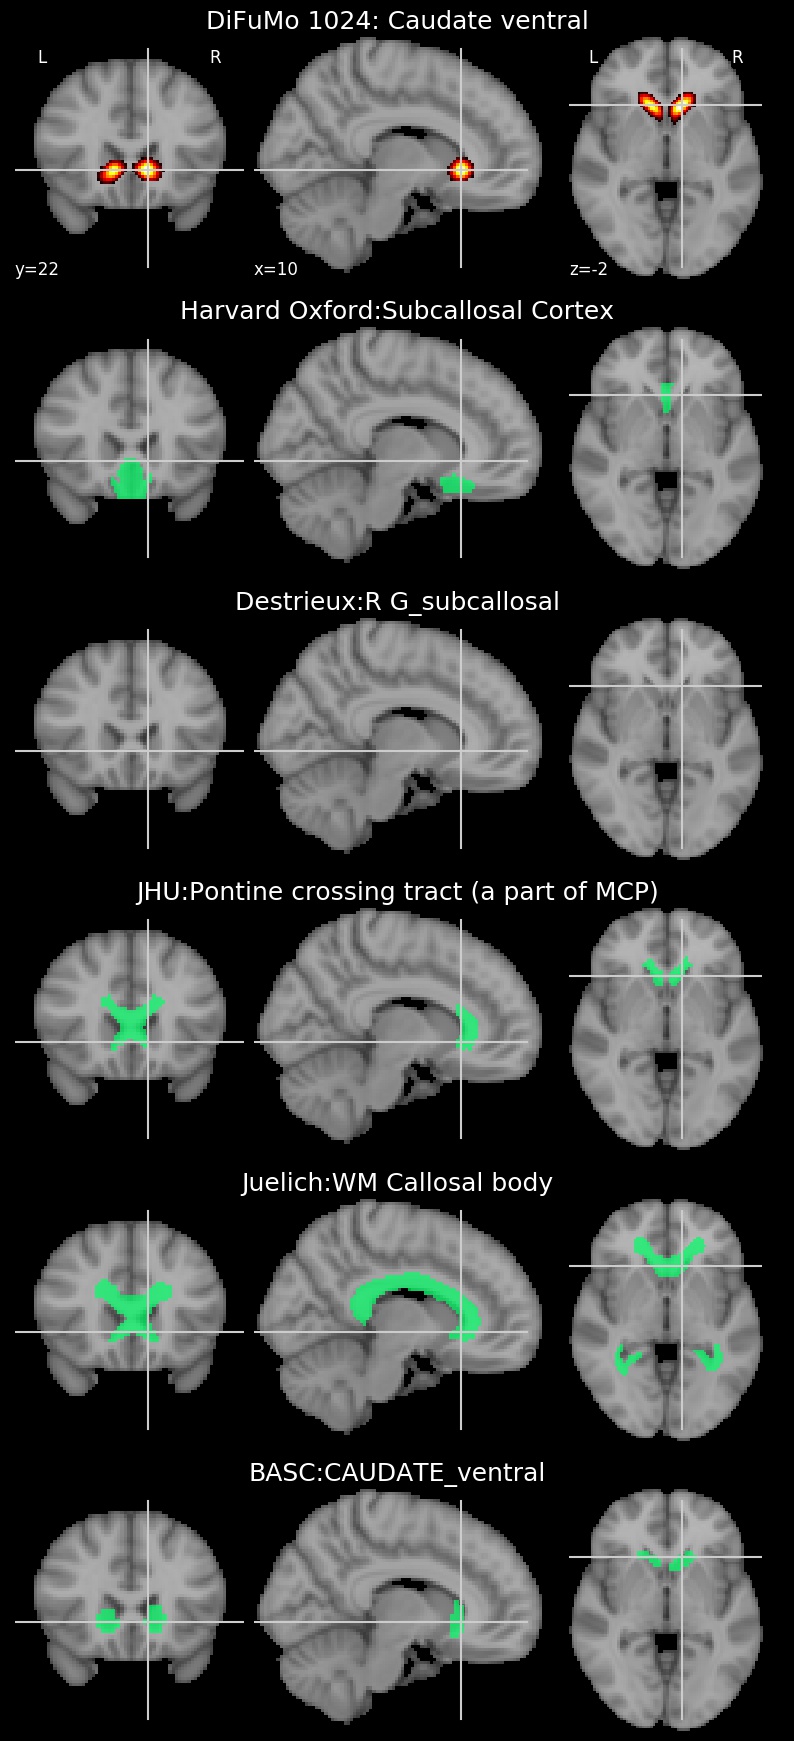 DiFuMo 1024: Caudate ventral
L R L R
y=22 x=10 z=-2
Harvard Oxford:Subcallosal Cortex
Destrieux:R G_subcallosal
JHU:Pontine crossing tract (a part of MCP)
Juelich:WM Callosal body
BASC:CAUDATE_ventral